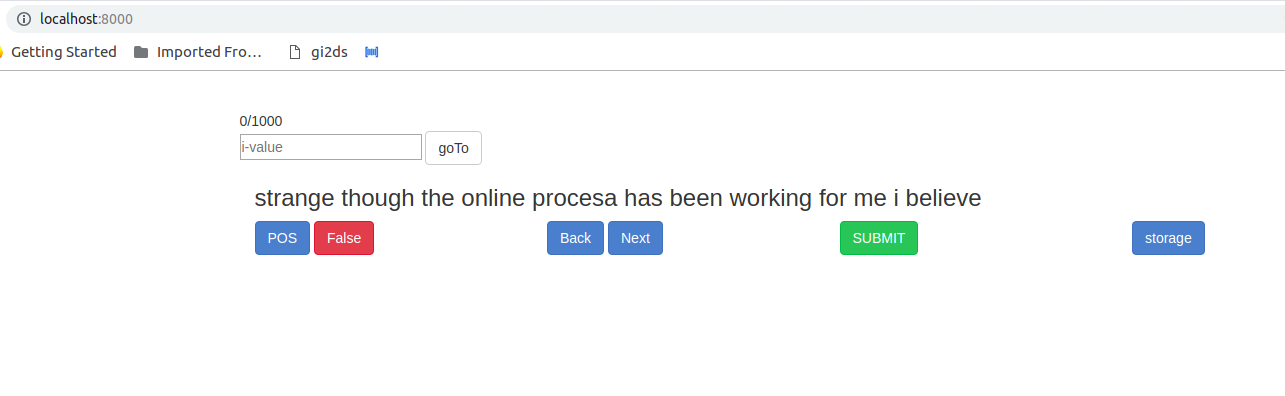 localhost:8000
Getting Started Imported Fro... gi2ds
0/1000
i-value goTo
strange though the online procesa has been working for me i believe
POS False Back Next SUBMIT storage